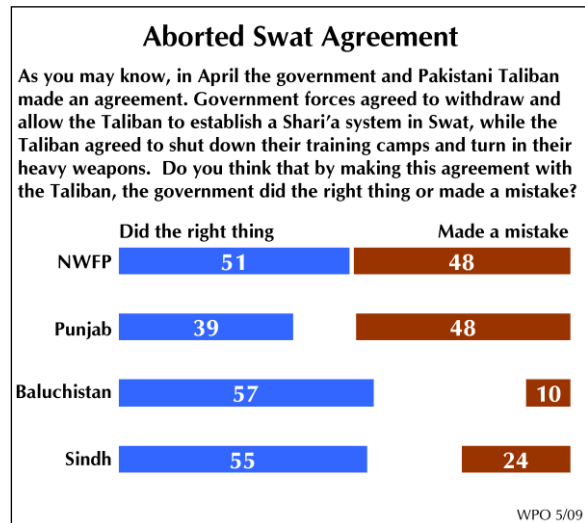 Aborted Swat Agreement
As you may know, in April the government and Pakistani Taliban
made an agreement. Government forces agreed to withdraw and
allow the Taliban to establish a Shari’a system in Swat, while the
Taliban agreed to shut down their training camps and turn in their
heavy weapons.  Do you think that by making this agreement with
the Taliban, the government did the right thing or made a mistake?
Did the right thing Made a mistake
NWFP 51 48
Punjab 39 48
Baluchistan 57 10
Sindh 55 24
WPO 5/09